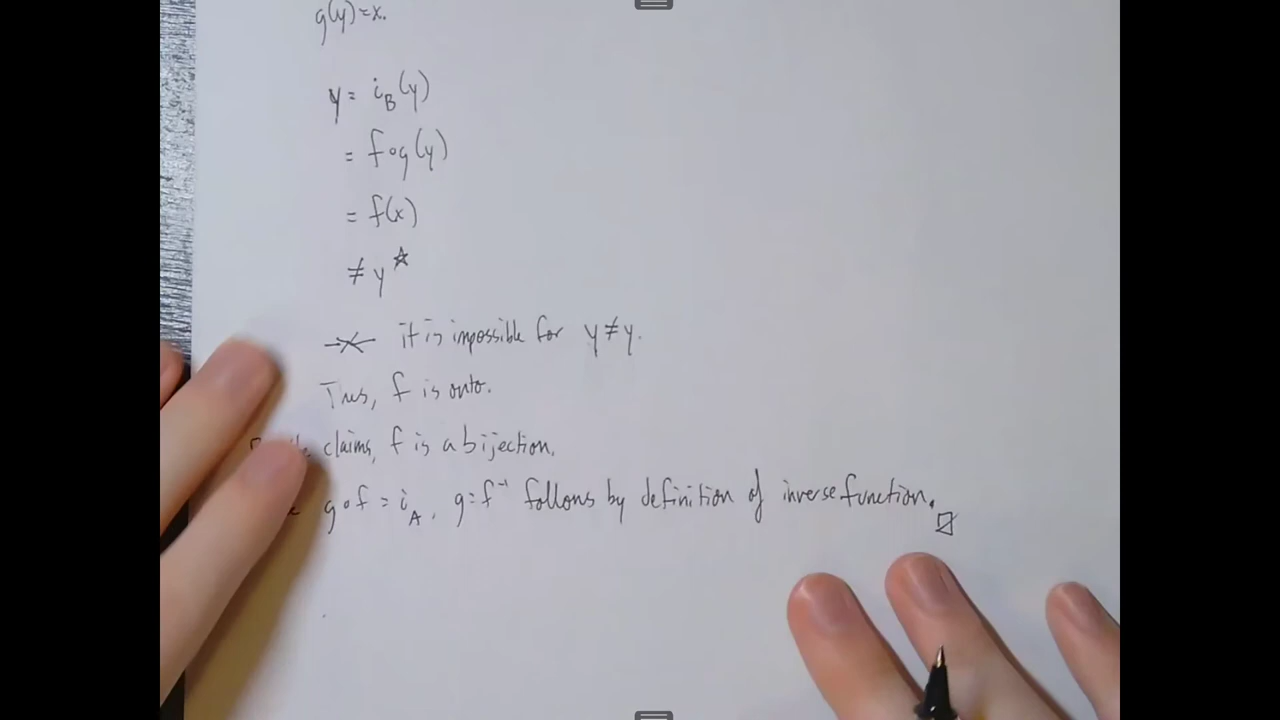 g(y)=x.
y = i_B(y)
= f∘g(y)
= f(x)
≠ y ☆
it is impossible for y≠y.
Thus, f is onto.
claims, f is a bijection.
g∘f = i_A, g=f⁻¹ follows by definition of inverse function.